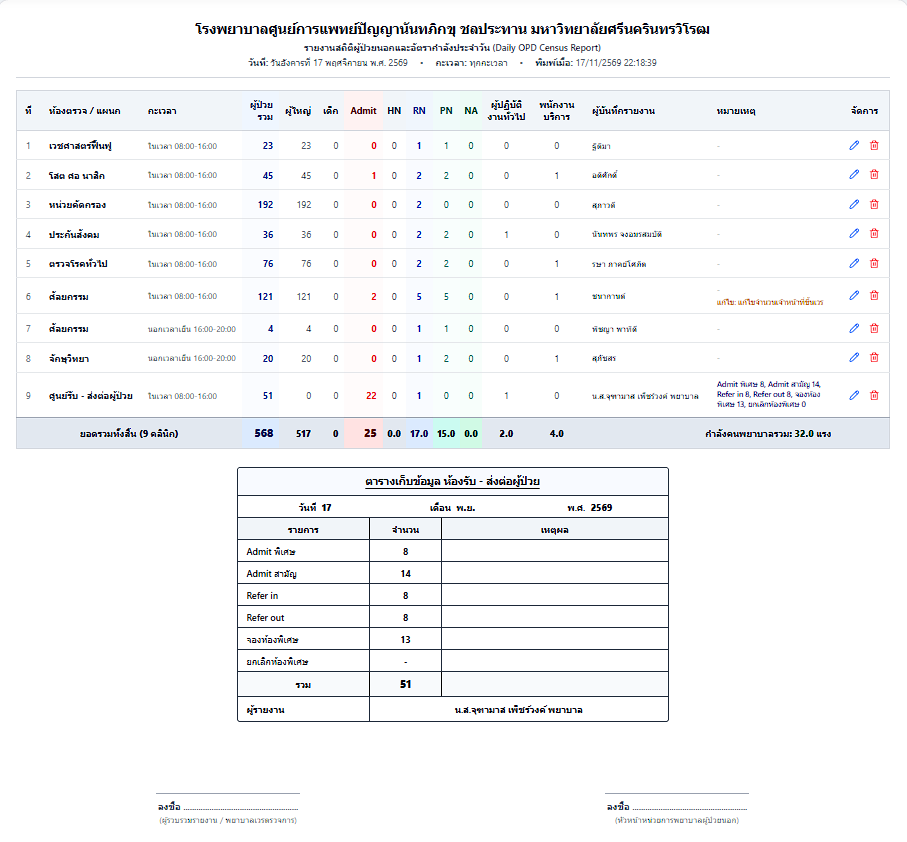 โรงพยาบาลศูนย์การแพทย์ปัญญานันทภิกขุ ชลประทาน มหาวิทยาลัยศรีนครินทรวิโรฒ
รายงานสถิติผู้ป่วยนอกและอัตรากำลังประจำวัน (Daily OPD Census Report)
วันที่: วันอังคารที่ 17 พฤศจิกายน พ.ศ. 2569 • กะเวลา: ทุกกะเวลา • พิมพ์เมื่อ: 17/11/2569 22:18:39
ที่ ห้องตรวจ / แผนก กะเวลา ผู้ป่วยรวม ผู้ใหญ่ เด็ก Admit HN RN PN NA ผู้ปฏิบัติงานทั่วไป พนักงานบริการ ผู้บันทึกรายงาน หมายเหตุ จัดการ
1 เวชศาสตร์ฟื้นฟู ในเวลา 08:00-16:00 23 23 0 0 0 1 1 0 0 0 ฐิติมา -
2 โสต ศอ นาสิก ในเวลา 08:00-16:00 45 45 0 1 0 2 2 0 0 1 อดิศักดิ์ -
3 หน่วยคัดกรอง ในเวลา 08:00-16:00 192 192 0 0 0 2 0 0 0 0 สุภาวดี -
4 ประกันสังคม ในเวลา 08:00-16:00 36 36 0 0 0 2 2 0 1 0 นันทพร จงอมรสมบัติ -
5 ตรวจโรคทั่วไป ในเวลา 08:00-16:00 76 76 0 0 0 2 2 0 0 1 รษา ภาคย์โศภิต -
6 ศัลยกรรม ในเวลา 08:00-16:00 121 121 0 2 0 5 5 0 0 1 ชนากานต์ -
แก้ไข: แก้ไขจำนวนเจ้าหน้าที่ขึ้นเวร
7 ศัลยกรรม นอกเวลาเย็น 16:00-20:00 4 4 0 0 0 1 1 0 0 0 พิชญา พาทิดี -
8 จักษุวิทยา นอกเวลาเย็น 16:00-20:00 20 20 0 0 0 1 2 0 0 1 สุภัชสร -
9 ศูนย์รับ - ส่งต่อผู้ป่วย ในเวลา 08:00-16:00 51 0 0 22 0 1 0 0 1 0 น.ส.จุฑามาส เพ็ชร์วงศ์ พยาบาล Admit พิเศษ 8, Admit สามัญ 14,
Refer in 8, Refer out 8, จองห้อง
พิเศษ 13, ยกเลิกห้องพิเศษ 0
ยอดรวมทั้งสิ้น (9 คลินิก) 568 517 0 25 0.0 17.0 15.0 0.0 2.0 4.0 กำลังคนพยาบาลรวม: 32.0 แรง
ตารางเก็บข้อมูล ห้องรับ - ส่งต่อผู้ป่วย
วันที่ 17 เดือน พ.ย. พ.ศ. 2569
รายการ จำนวน เหตุผล
Admit พิเศษ 8
Admit สามัญ 14
Refer in 8
Refer out 8
จองห้องพิเศษ 13
ยกเลิกห้องพิเศษ -
รวม 51
ผู้รายงาน น.ส.จุฑามาส เพ็ชร์วงศ์ พยาบาล
ลงชื่อ ................................................ ลงชื่อ ................................................
(ผู้รวบรวมรายงาน / พยาบาลเวรตรวจการ) (หัวหน้าหน่วยการพยาบาลผู้ป่วยนอก)